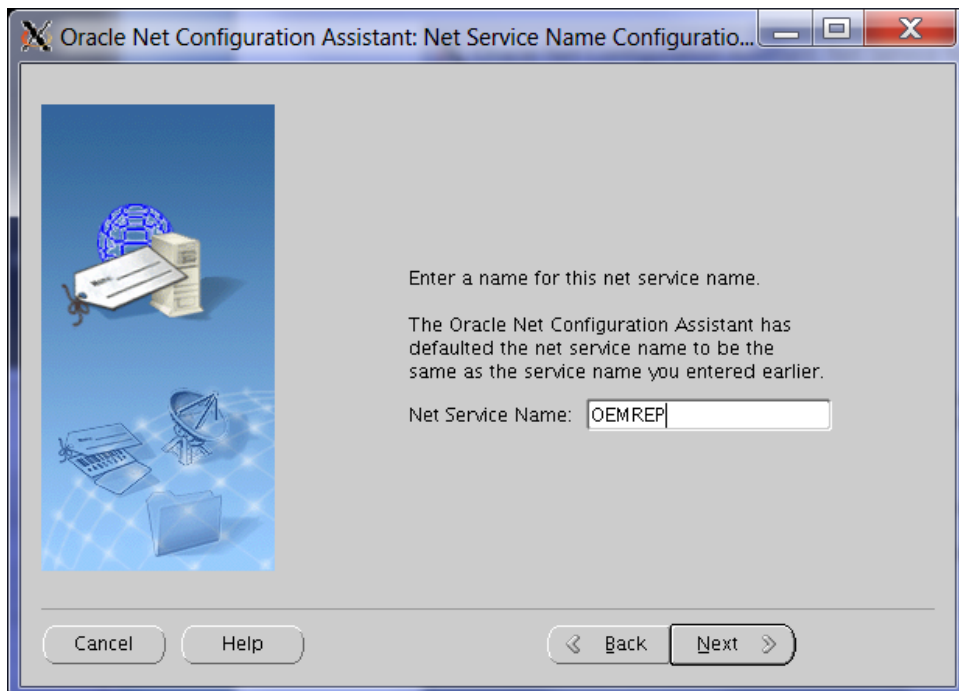 Oracle Net Configuration Assistant: Net Service Name Configuratio...
Enter a name for this net service name.
The Oracle Net Configuration Assistant has
defaulted the net service name to be the
same as the service name you entered earlier.
Net Service Name: OEMREP
Cancel Help Back Next